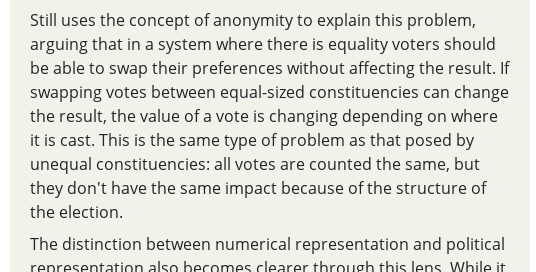 Still uses the concept of anonymity to explain this problem,
arguing that in a system where there is equality voters should
be able to swap their preferences without affecting the result. If
swapping votes between equal-sized constituencies can change
the result, the value of a vote is changing depending on where
it is cast. This is the same type of problem as that posed by
unequal constituencies: all votes are counted the same, but
they don't have the same impact because of the structure of
the election.
The distinction between numerical representation and political
representation also becomes clearer through this lens. While it